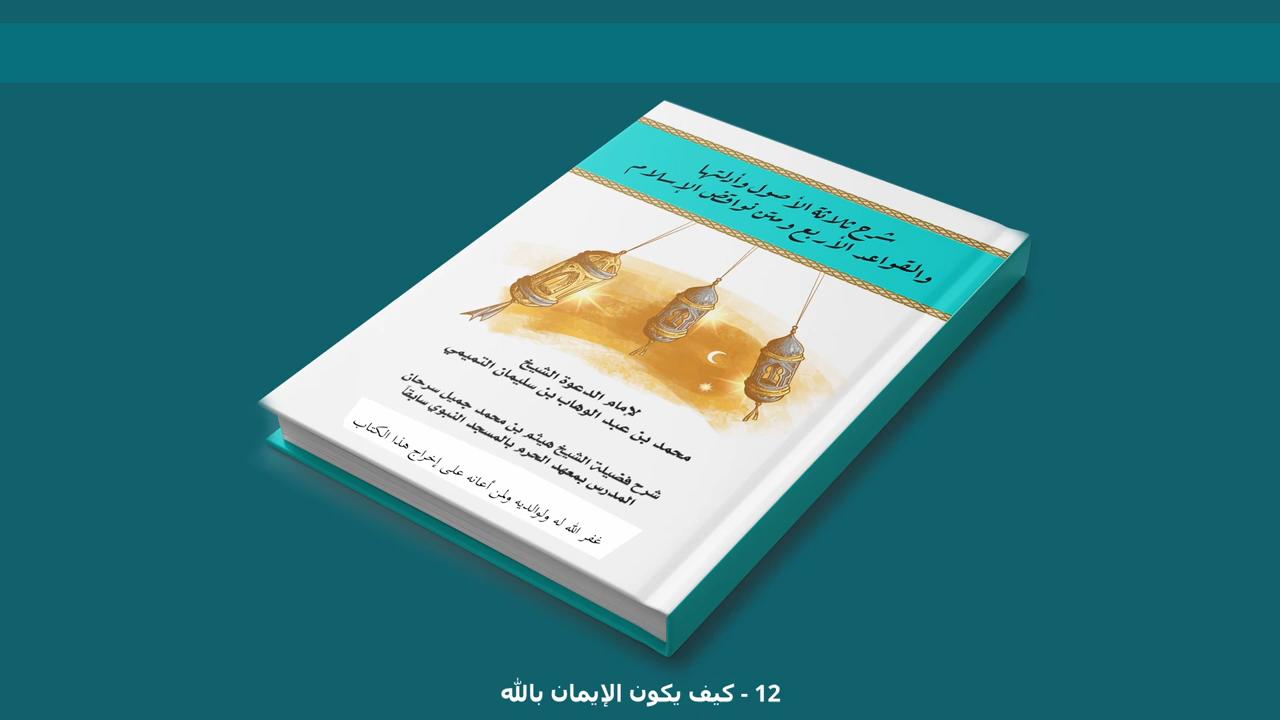 شرح ثلاثة الأصول وأدلتها
والقواعد الأربع ومتن نواقض الإسلام
لإمام الدعوة الشيخ
محمد بن عبد الوهاب بن سليمان التميمي
شرح فضيلة الشيخ هيثم بن محمد جميل سرحان
المدرس بمعهد الحرم بالمسجد النبوي سابقاً
غفر الله له ولوالديه ولمن أعانه على إخراج هذا الكتاب
12 - كيف يكون الإيمان بالله